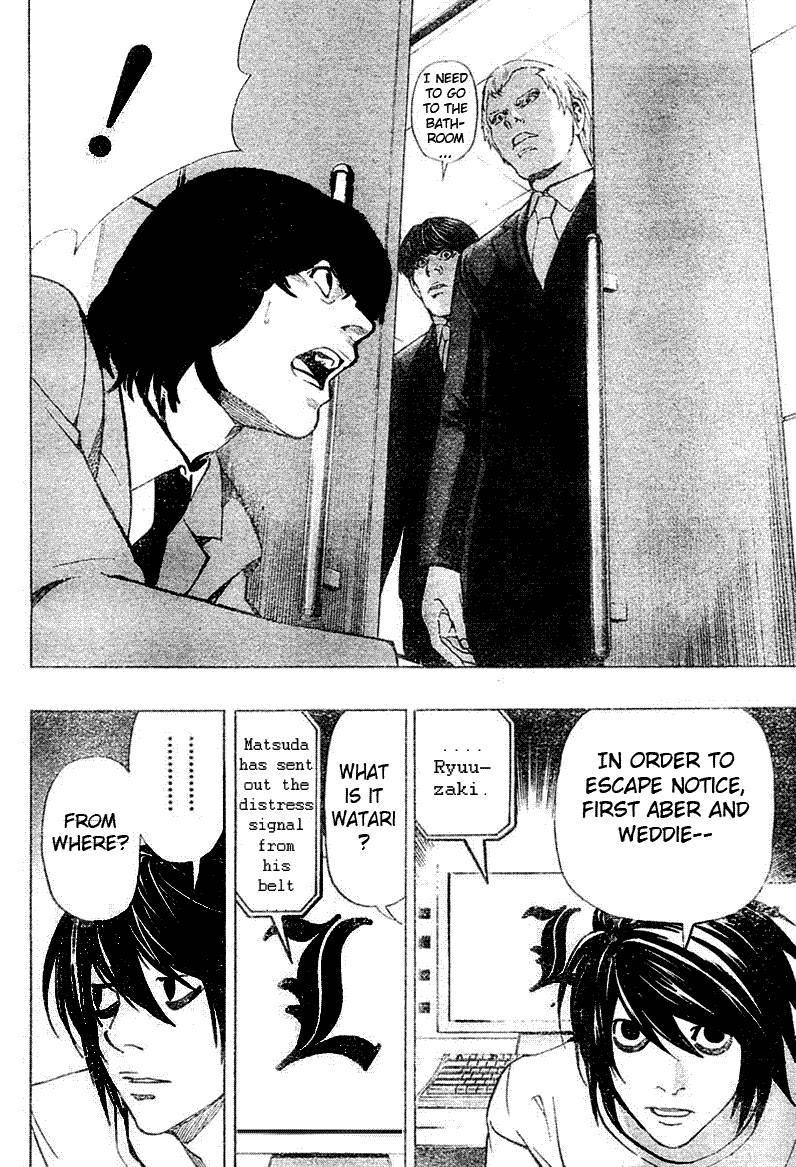 !
I NEED
TO GO
TO THE
BATH-
ROOM
...
IN ORDER TO
ESCAPE NOTICE,
FIRST ABER AND
WEDDIE--
....
Ryuu-
zaki.
WHAT
IS IT
WATARI
?
Matsuda
has sent
out the
distress
signal
from
his
belt
L
L
......
......
FROM
WHERE?